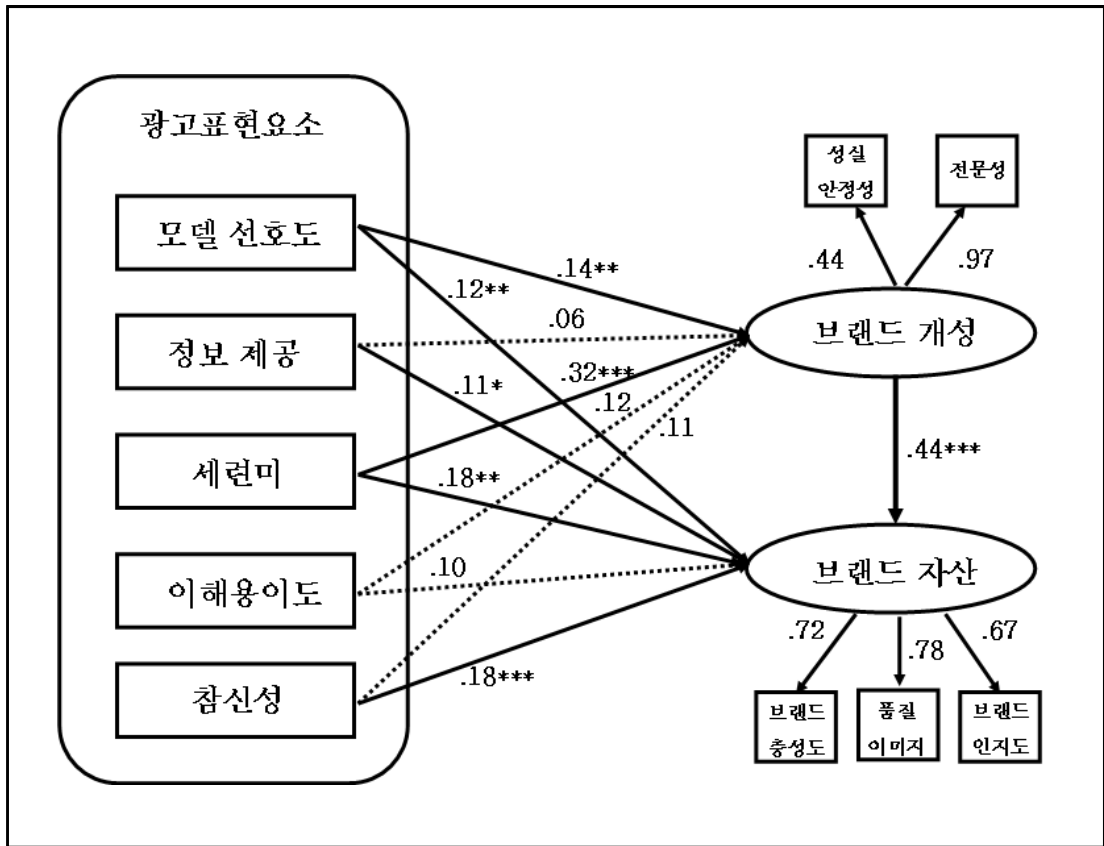 광고표현요소
모델 선호도
정보 제공
세련미
이해용이도
참신성
.14**
.12**
.06
.11*
.32***
.12
.11
.18**
.10
.18***
성실
안정성
전문성
.44
.97
브랜드 개성
.44***
브랜드 자산
.72
.78
.67
브랜드
충성도
품질
이미지
브랜드
인지도